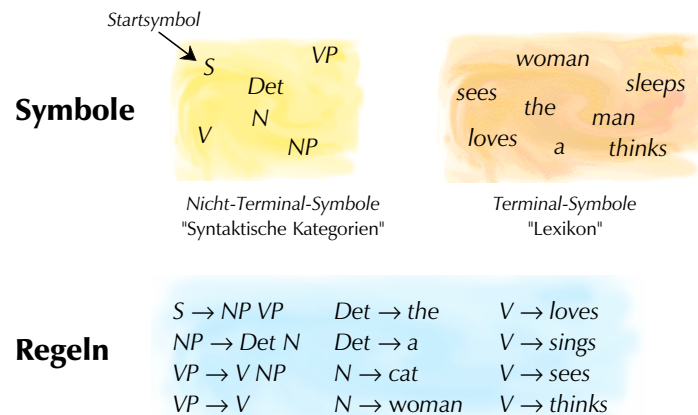 Startsymbol
Symbole
S
VP
Det
N
V
NP
woman
sees
sleeps
the
man
loves
a
thinks
Nicht-Terminal-Symbole
"Syntaktische Kategorien"
Terminal-Symbole
"Lexikon"
Regeln
S → NP VP Det → the V → loves
NP → Det N Det → a V → sings
VP → V NP N → cat V → sees
VP → V N → woman V → thinks